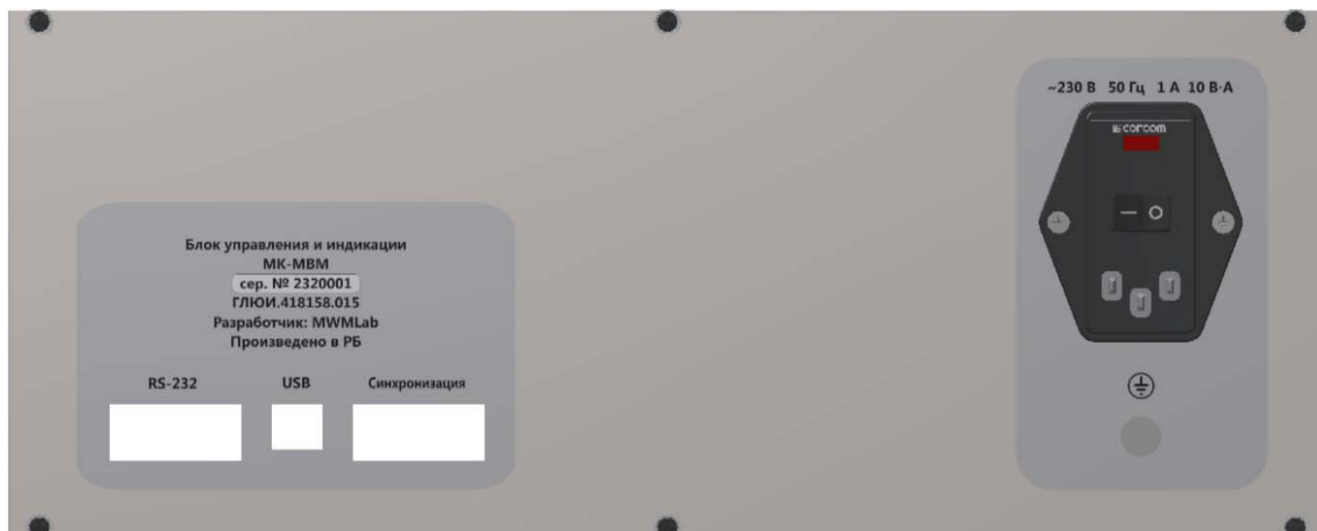 ~230 В 50 Гц 1 А 10 В·А
corcom
Блок управления и индикации
МК-МВМ
сер. № 2320001
ГЛЮИ.418158.015
Разработчик: MWMLab
Произведено в РБ
RS-232 USB Синхронизация